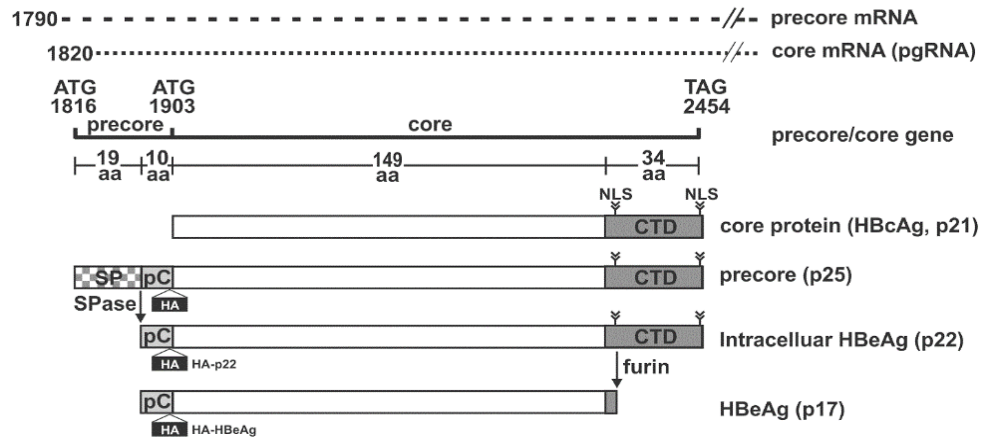 1790 precore mRNA
1820 core mRNA (pgRNA)
ATG ATG TAG
1816 1903 2454
precore core precore/core gene
19 10 149 34
aa aa aa aa
NLS NLS
CTD core protein (HBcAg, p21)
SP pC CTD precore (p25)
SPase HA
pC CTD Intracelluar HBeAg (p22)
HA HA-p22 furin
pC HBeAg (p17)
HA HA-HBeAg